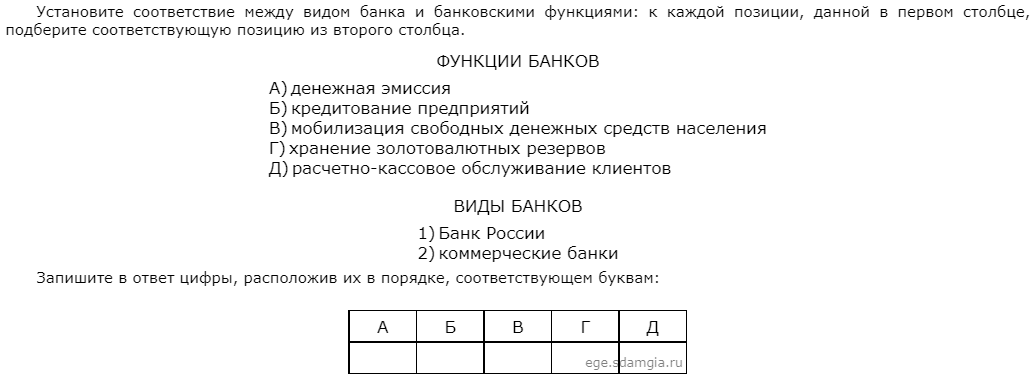 Установите соответствие между видом банка и банковскими функциями: к каждой позиции, данной в первом столбце,
подберите соответствующую позицию из второго столбца.
ФУНКЦИИ БАНКОВ
А) денежная эмиссия
Б) кредитование предприятий
В) мобилизация свободных денежных средств населения
Г) хранение золотовалютных резервов
Д) расчетно-кассовое обслуживание клиентов
ВИДЫ БАНКОВ
1) Банк России
2) коммерческие банки
Запишите в ответ цифры, расположив их в порядке, соответствующем буквам:
А Б В Г Д
ege.sdamgia.ru